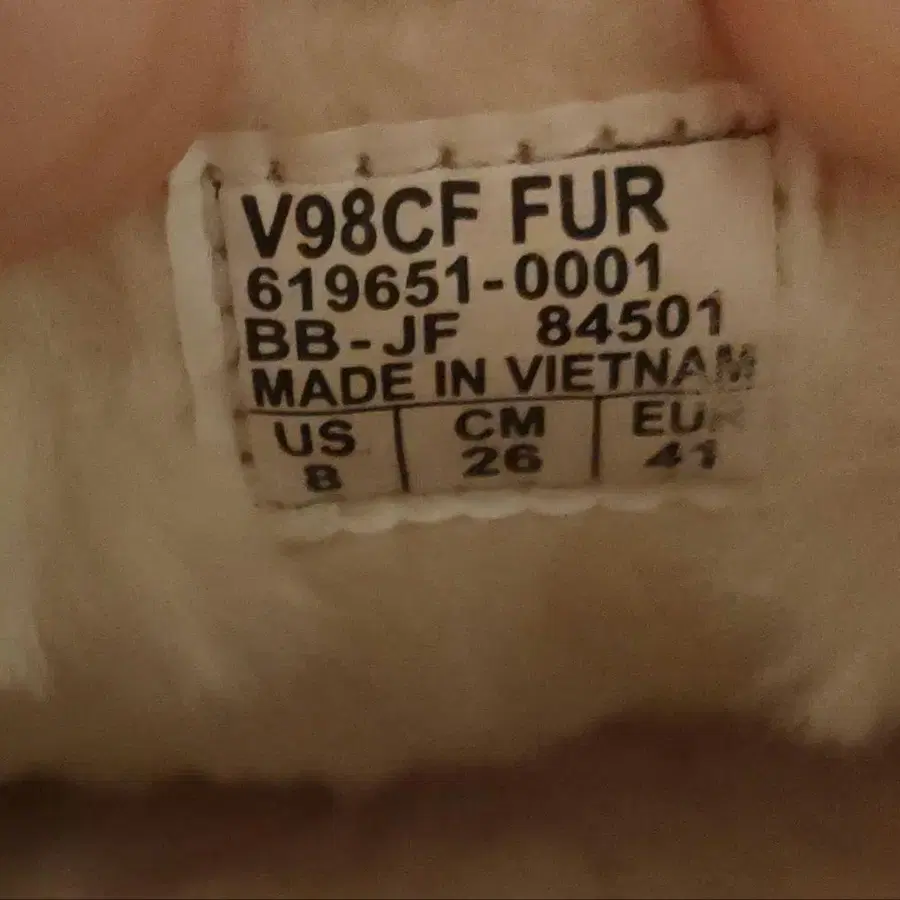 V98CF FUR
619651-0001
BB-JF 84501
MADE IN VIETNAM
US CM EUR
8 26 41